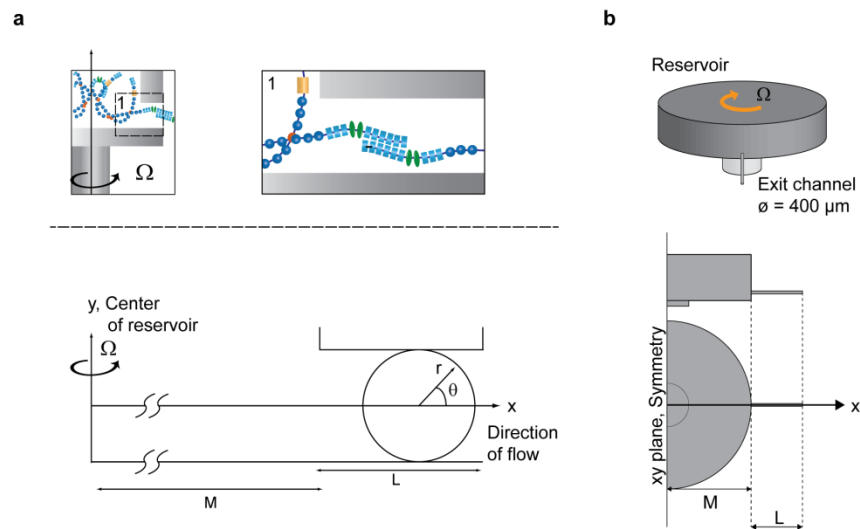 a
1
Ω
1
y, Center
of reservoir
Ω
r
θ
x
Direction
of flow
L
M
b
Reservoir
Ω
Exit channel
ø = 400 µm
xy plane, Symmetry
x
M
L